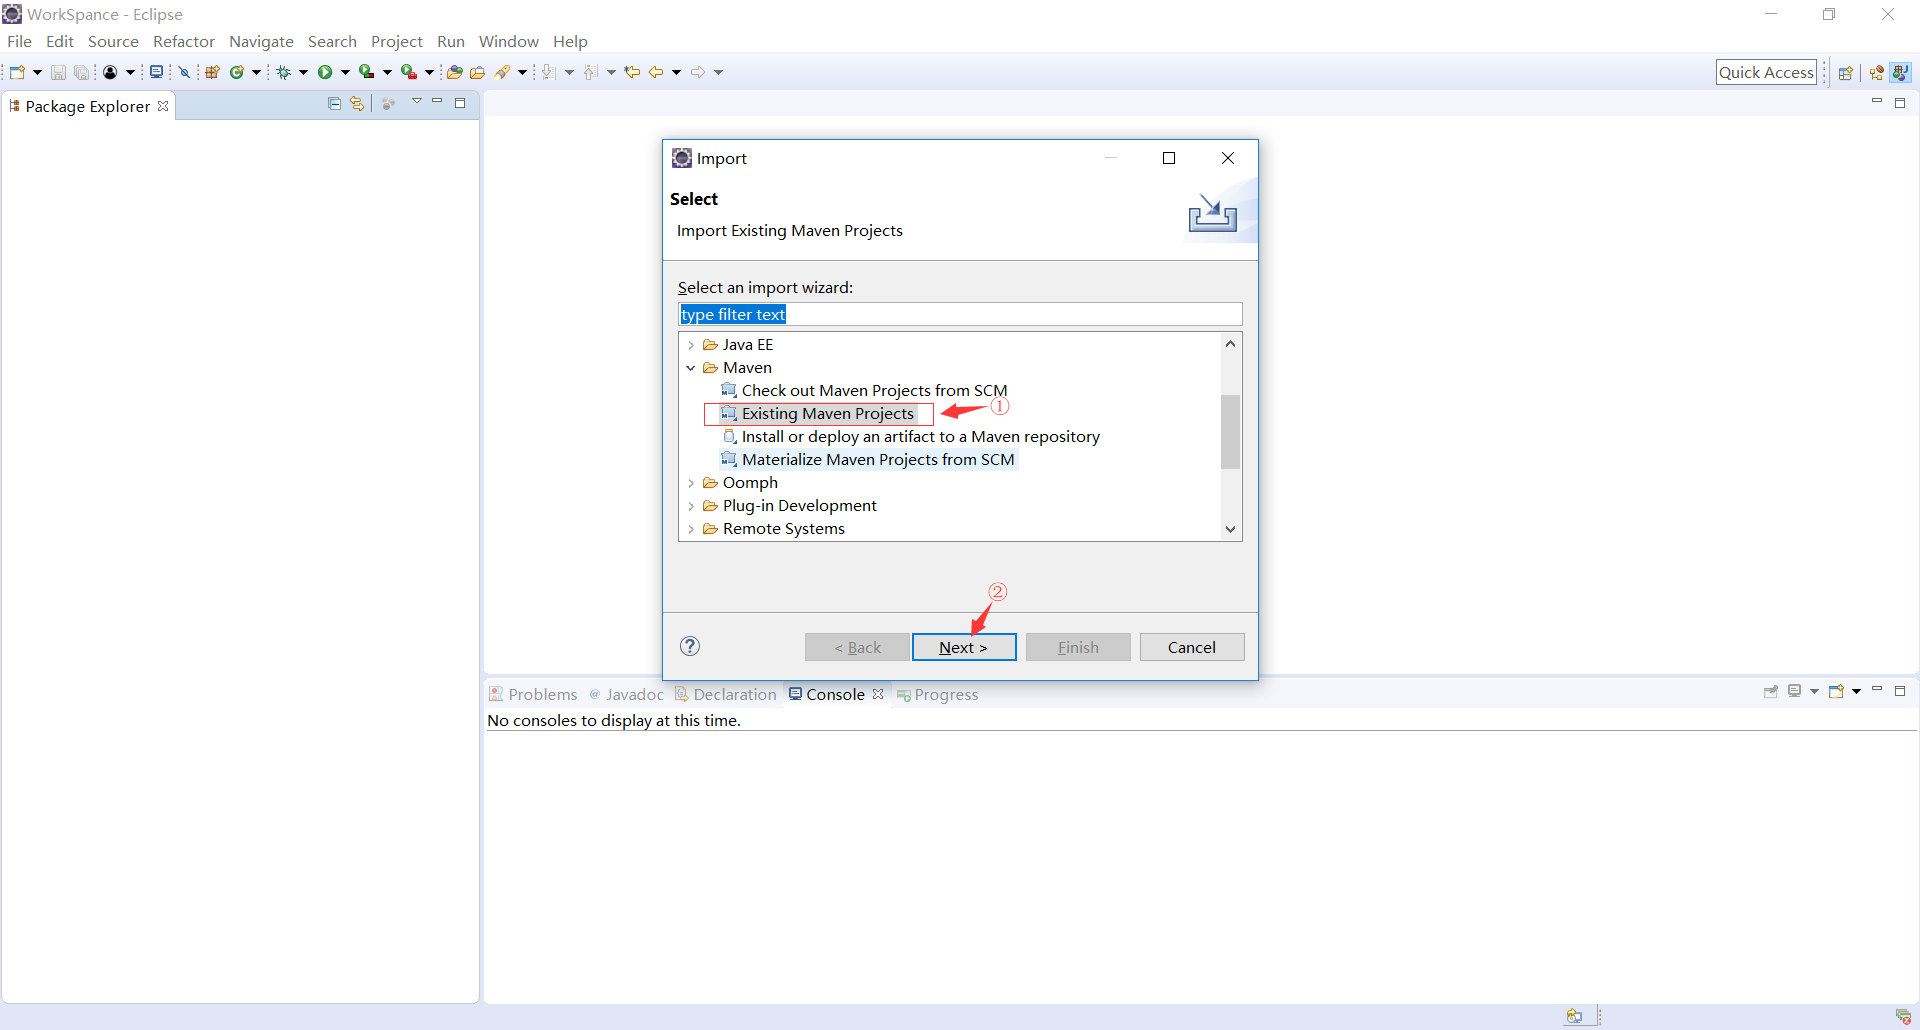 WorkSpance - Eclipse
File Edit Source Refactor Navigate Search Project Run Window Help
Quick Access
Package Explorer
Import
Select
Import Existing Maven Projects
Select an import wizard:
type filter text
Java EE
Maven
Check out Maven Projects from SCM
Existing Maven Projects
①
Install or deploy an artifact to a Maven repository
Materialize Maven Projects from SCM
Oomph
Plug-in Development
Remote Systems
②
< Back Next > Finish Cancel
Problems @ Javadoc Declaration Console Progress
No consoles to display at this time.